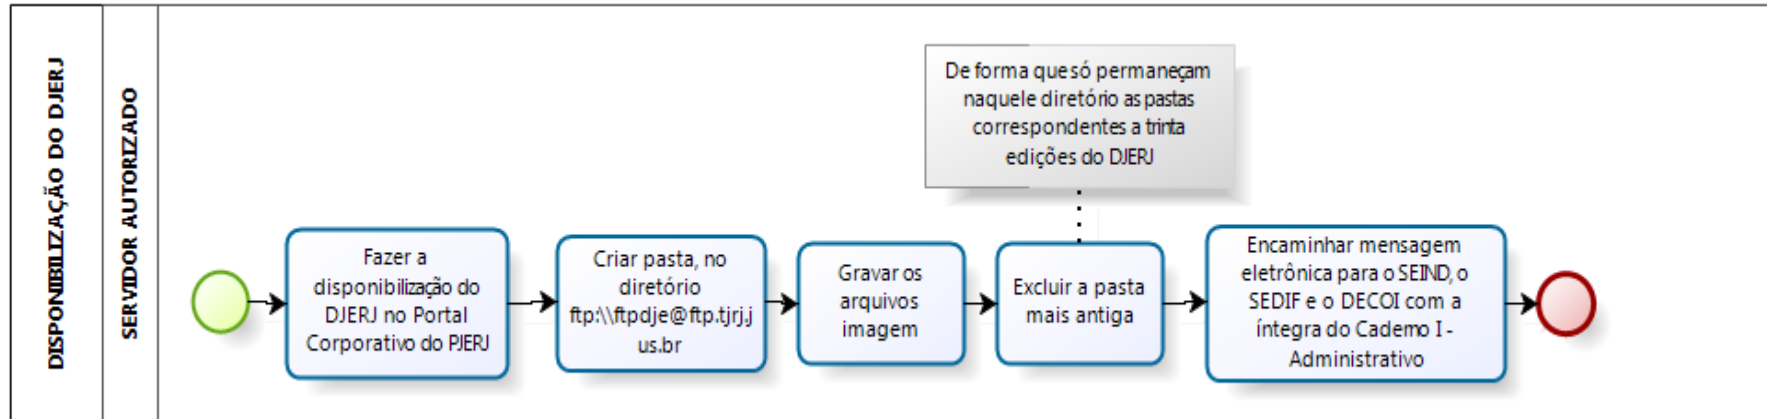 DISPONIBILIZAÇÃO DO DJERJ
SERVIDOR AUTORIZADO
Fazer a
disponibilização do
DJERJ no Portal
Corporativo do PJERJ
Criar pasta, no
diretório
ftp:\\ftpdje@ftp.tjrj.j
us.br
Gravar os
arquivos
imagem
De forma que só permaneçam
naquele diretório as pastas
correspondentes a trinta
edições do DJERJ
Excluir a pasta
mais antiga
Encaminhar mensagem
eletrônica para o SEIND, o
SEDIF e o DECOI com a
íntegra do Caderno I -
Administrativo